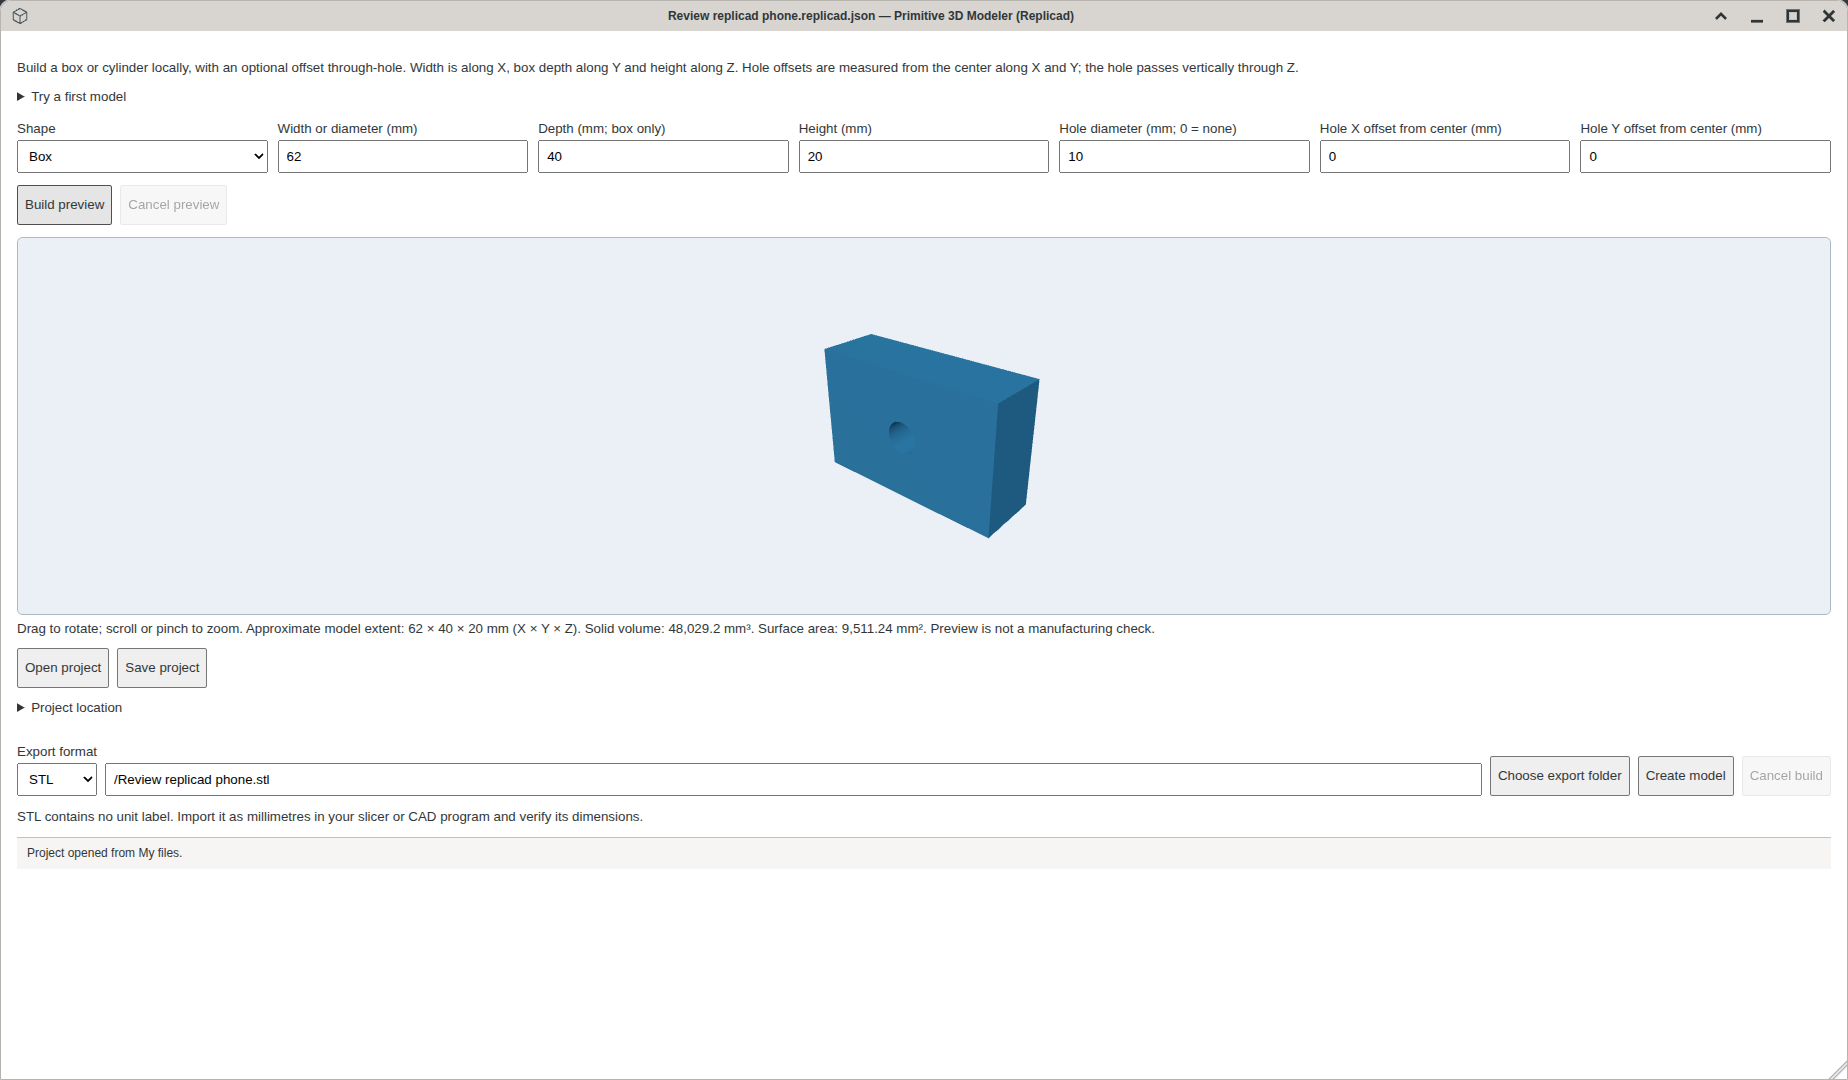 Review replicad phone.replicad.json — Primitive 3D Modeler (Replicad)
Build a box or cylinder locally, with an optional offset through-hole. Width is along X, box depth along Y and height along Z. Hole offsets are measured from the center along X and Y; the hole passes vertically through Z.
Try a first model
Shape Width or diameter (mm) Depth (mm; box only) Height (mm) Hole diameter (mm; 0 = none) Hole X offset from center (mm) Hole Y offset from center (mm)
Box 62 40 20 10 0 0
Build preview Cancel preview
Drag to rotate; scroll or pinch to zoom. Approximate model extent: 62 × 40 × 20 mm (X × Y × Z). Solid volume: 48,029.2 mm³. Surface area: 9,511.24 mm². Preview is not a manufacturing check.
Open project Save project
Project location
Export format
STL /Review replicad phone.stl Choose export folder Create model Cancel build
STL contains no unit label. Import it as millimetres in your slicer or CAD program and verify its dimensions.
Project opened from My files.